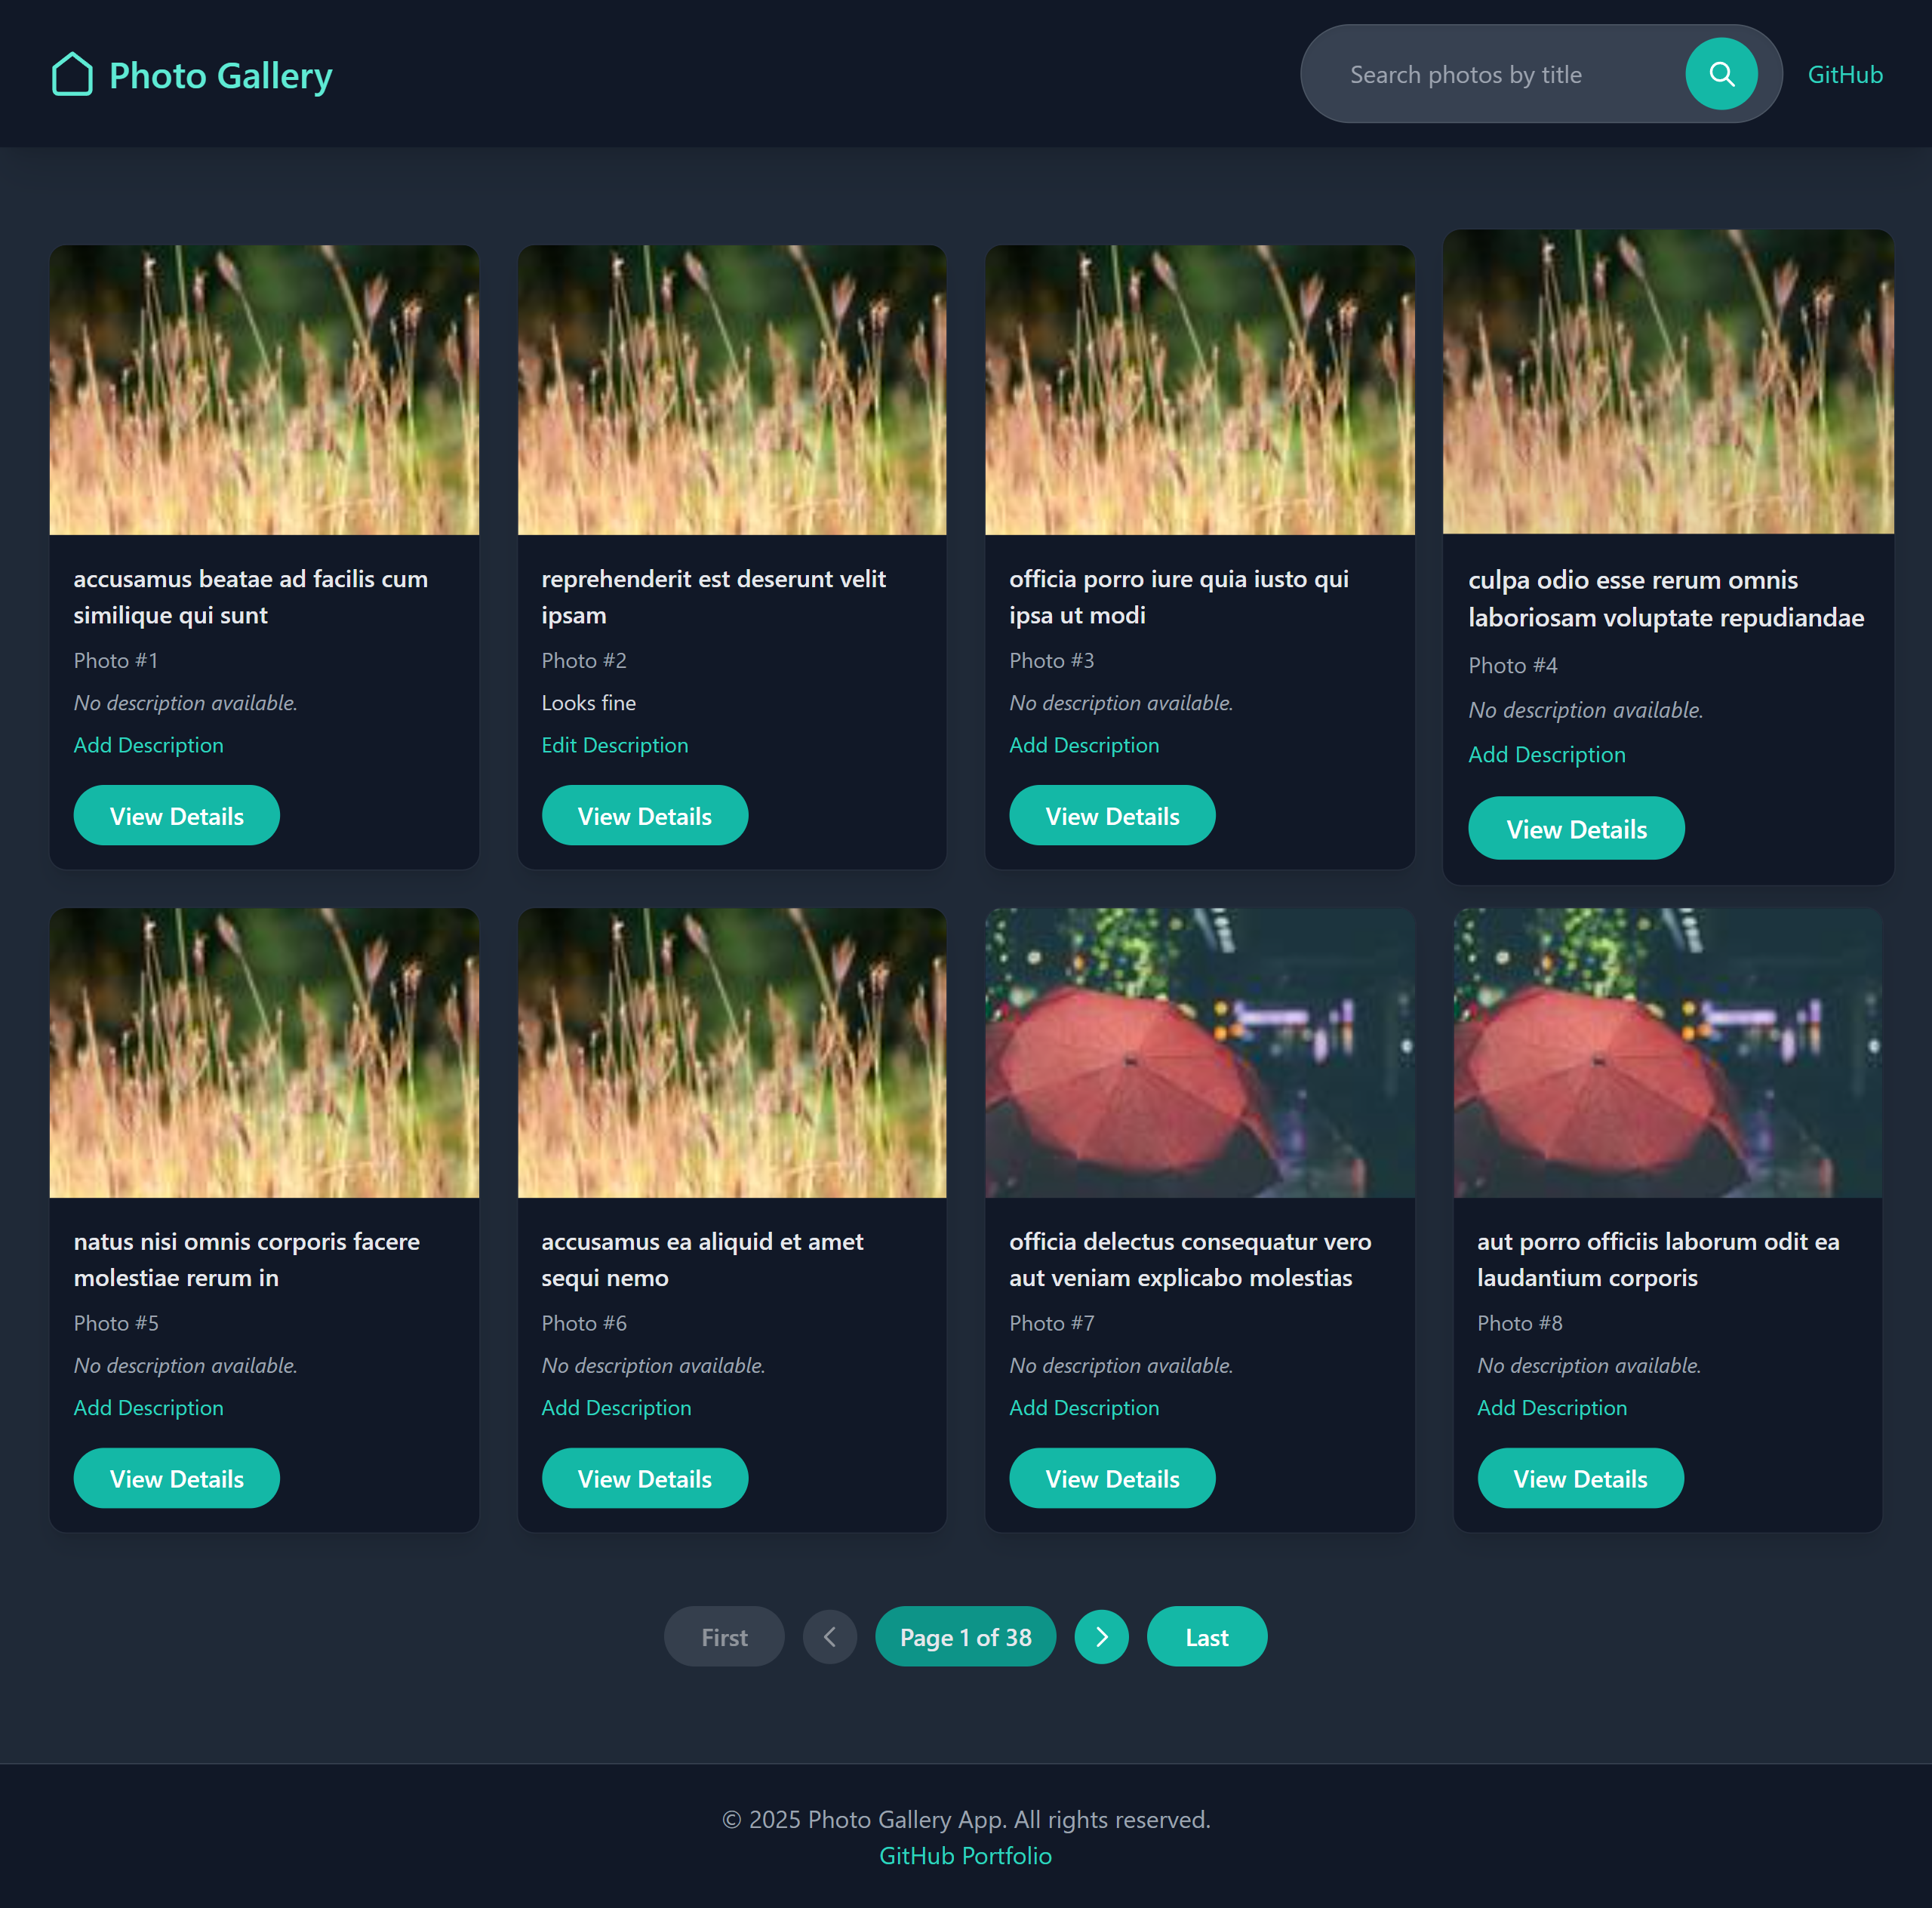 Photo Gallery
Search photos by title
GitHub
accusamus beatae ad facilis cum
similique qui sunt
Photo #1
No description available.
Add Description
View Details
reprehenderit est deserunt velit
ipsam
Photo #2
Looks fine
Edit Description
View Details
officia porro iure quia iusto qui
ipsa ut modi
Photo #3
No description available.
Add Description
View Details
culpa odio esse rerum omnis
laboriosam voluptate repudiandae
Photo #4
No description available.
Add Description
View Details
natus nisi omnis corporis facere
molestiae rerum in
Photo #5
No description available.
Add Description
View Details
accusamus ea aliquid et amet
sequi nemo
Photo #6
No description available.
Add Description
View Details
officia delectus consequatur vero
aut veniam explicabo molestias
Photo #7
No description available.
Add Description
View Details
aut porro officiis laborum odit ea
laudantium corporis
Photo #8
No description available.
Add Description
View Details
First
Page 1 of 38
Last
© 2025 Photo Gallery App. All rights reserved.
GitHub Portfolio